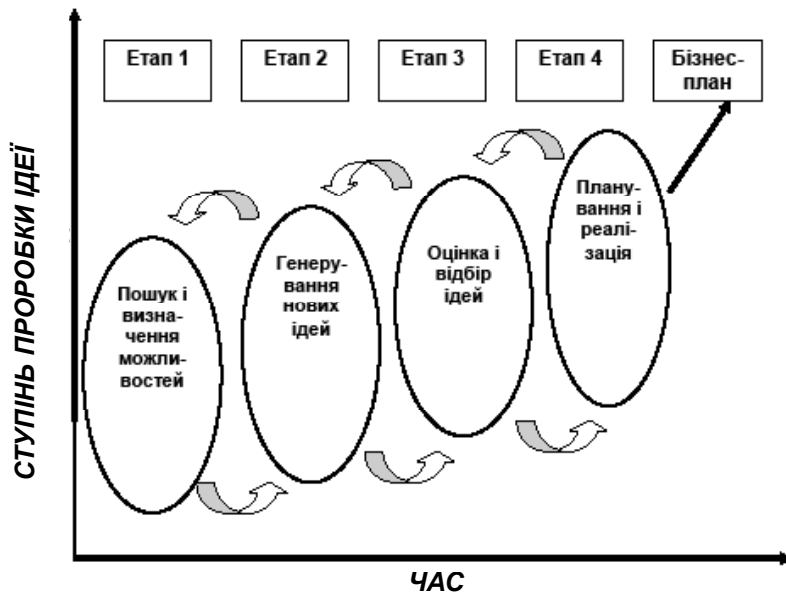 Етап 1
Етап 2
Етап 3
Етап 4
Бізнес-
план
СТУПІНЬ ПРОРОБКИ ІДЕЇ
Пошук і
визна-
чення
можли-
востей
Генеру-
вання
нових
ідей
Оцінка і
відбір
ідей
Плану-
вання і
реалі-
зація
ЧАС